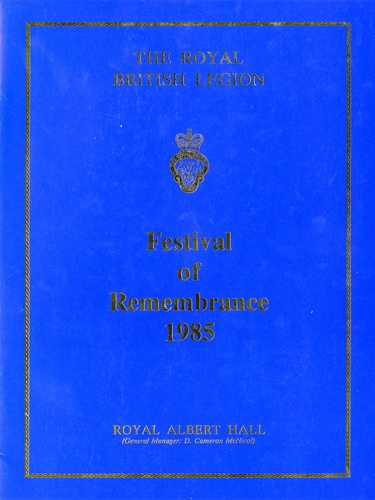 THE ROYAL
BRITISH LEGION
Festival
of
Remembrance
1985
ROYAL ALBERT HALL
(General Manager: D. Cameron McNicol)